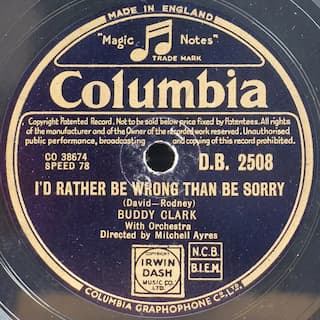 MADE IN ENGLAND
"Magic Notes"
TRADE MARK
Columbia
Copyright Patented Record. Not to be sold below price fixed by Patentees. All rights
of the Manufacturer and of the Owner of the recorded work reserved. Unauthorised
public performance, broadcasting and copying of this record prohibited.
CO 38674
SPEED 78
D.B. 2508
I'D RATHER BE WRONG THAN BE SORRY
(David—Rodney)
BUDDY CLARK
With Orchestra
Directed by Mitchell Ayres
COPYRIGHT
IRWIN
DASH
MUSIC CO.
LTD.
N.C.B.
B.I.E.M.
COLUMBIA GRAPHOPHONE CO. LTD.